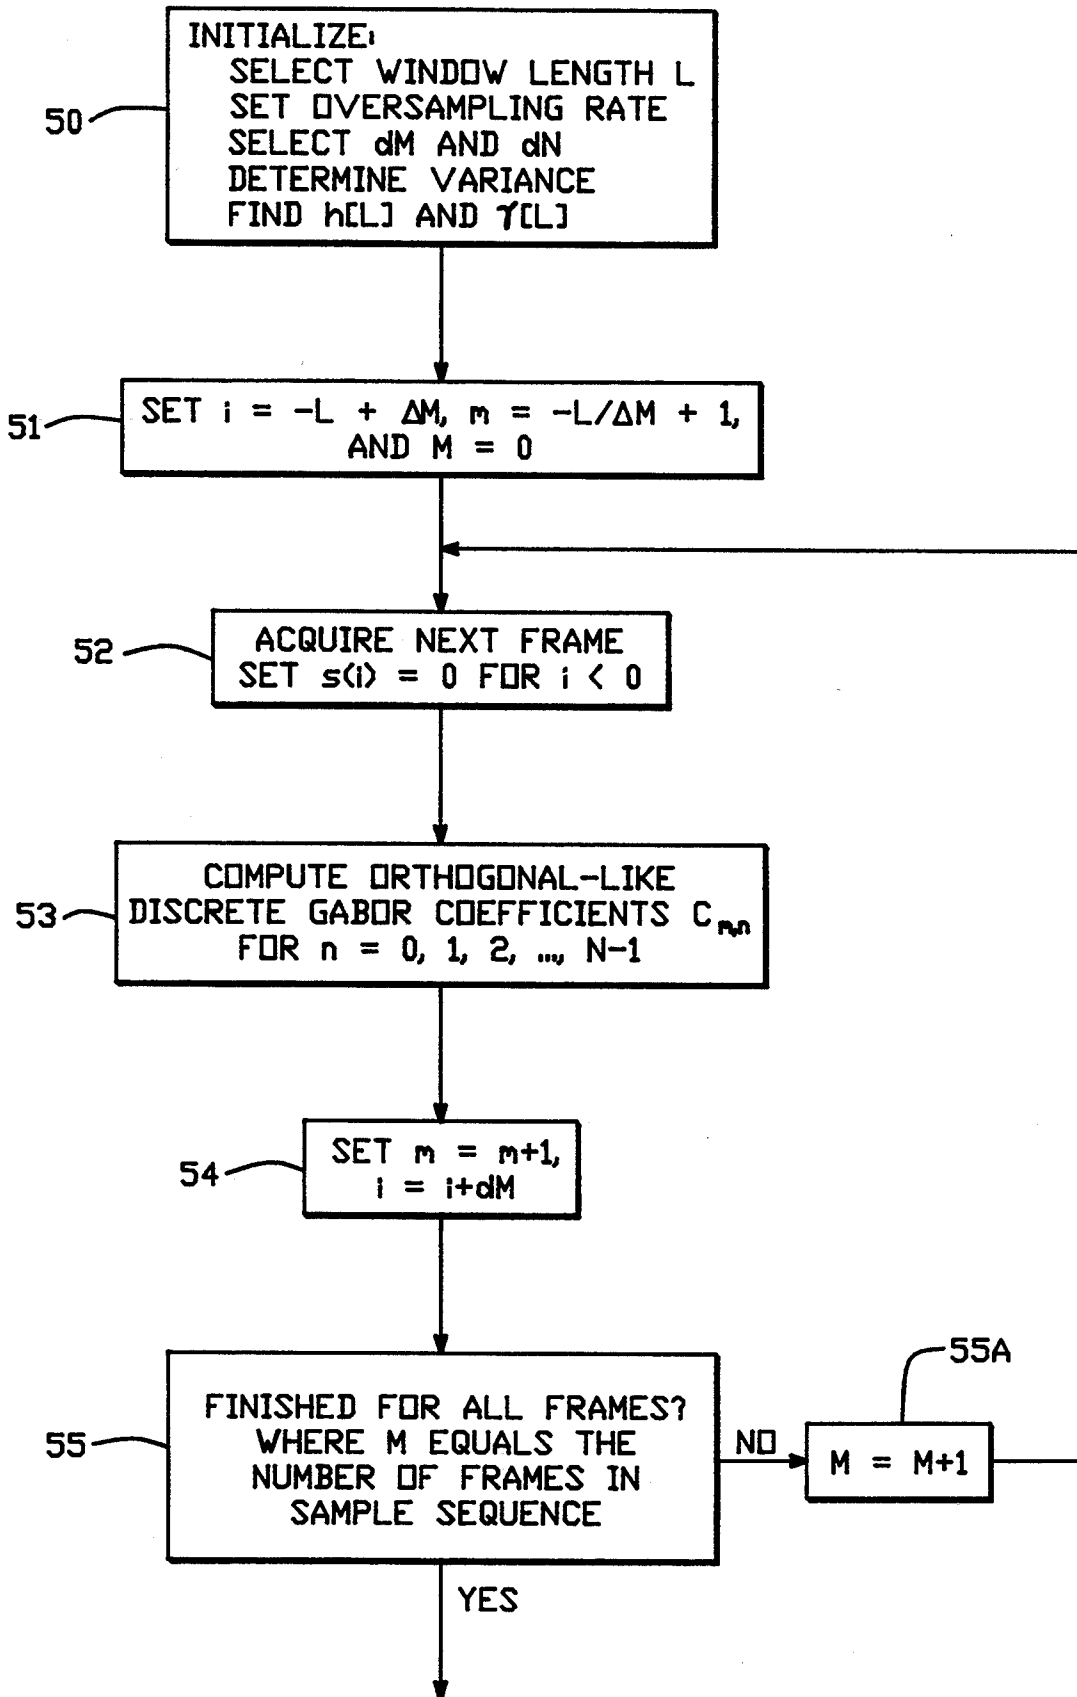 INITIALIZE:
SELECT WINDOW LENGTH L
SET OVERSAMPLING RATE
SELECT dM AND dN
DETERMINE VARIANCE
FIND h[L] AND γ[L]
50
SET i = -L + ΔM, m = -L/ΔM + 1,
AND M = 0
51
ACQUIRE NEXT FRAME
SET s(i) = 0 FOR i < 0
52
COMPUTE ORTHOGONAL-LIKE
DISCRETE GABOR COEFFICIENTS Cm,n
FOR n = 0, 1, 2, ..., N-1
53
SET m = m+1,
i = i+dM
54
FINISHED FOR ALL FRAMES?
WHERE M EQUALS THE
NUMBER OF FRAMES IN
SAMPLE SEQUENCE
55
NO
M = M+1
55A
YES